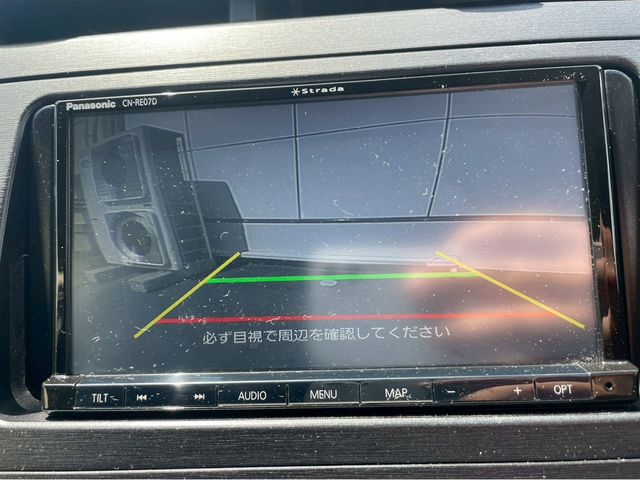 Panasonic CN-RE07D
Strada
必ず目視で周辺を確認してください
TILT ⏮ ⏭ AUDIO MENU MAP − + OPT